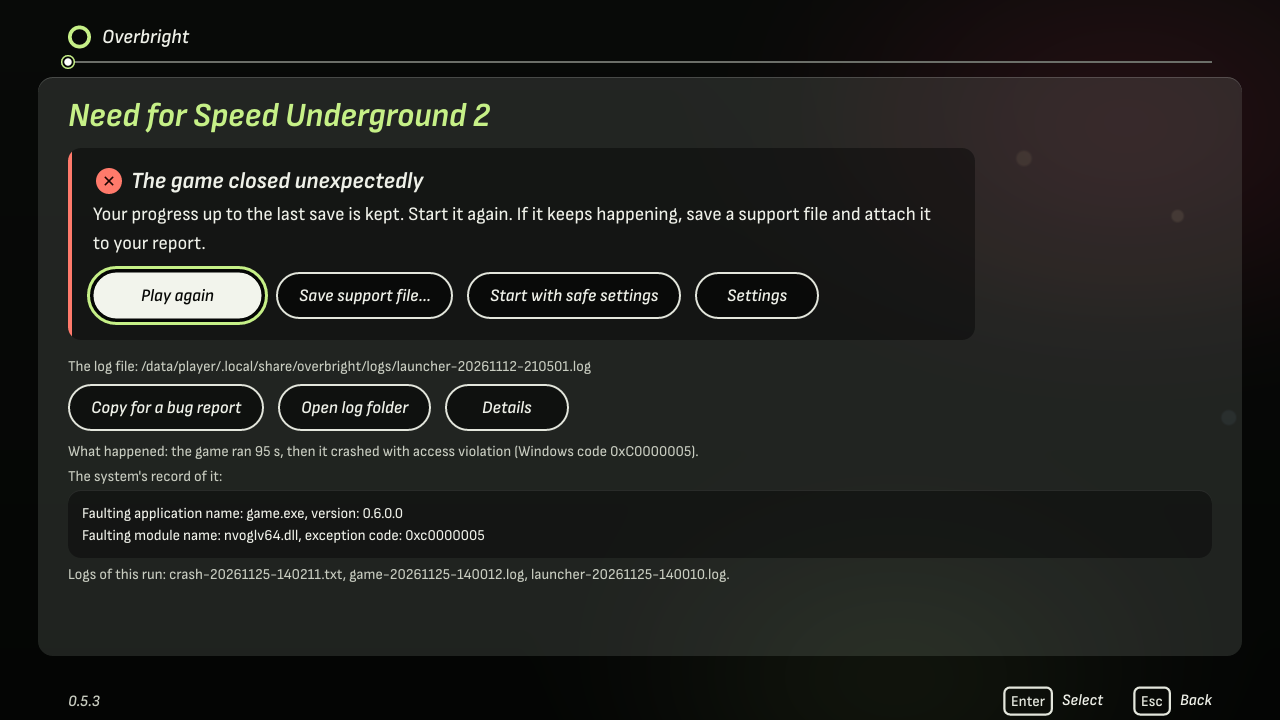 Overbright
Need for Speed Underground 2
The game closed unexpectedly
Your progress up to the last save is kept. Start it again. If it keeps happening, save a support file and attach it
to your report.
Play again
Save support file...
Start with safe settings
Settings
The log file: /data/player/.local/share/overbright/logs/launcher-20261112-210501.log
Copy for a bug report
Open log folder
Details
What happened: the game ran 95 s, then it crashed with access violation (Windows code 0xC0000005).
The system's record of it:
Faulting application name: game.exe, version: 0.6.0.0
Faulting module name: nvoglv64.dll, exception code: 0xc0000005
Logs of this run: crash-20261125-140211.txt, game-20261125-140012.log, launcher-20261125-140010.log.
0.5.3
Enter Select
Esc Back